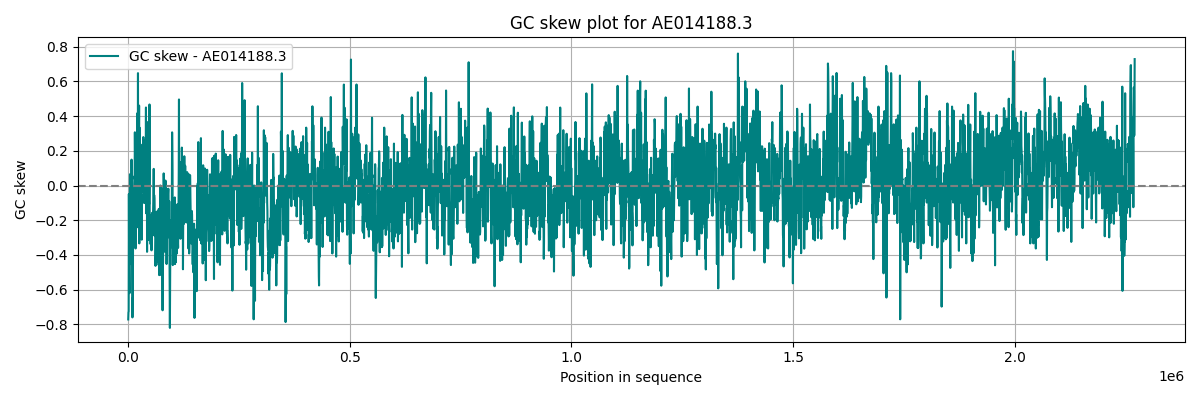 GC skew plot for AE014188.3
GC skew - AE014188.3
GC skew
0.8
0.6
0.4
0.2
0.0
−0.2
−0.4
−0.6
−0.8
0.0 0.5 1.0 1.5 2.0
1e6
Position in sequence